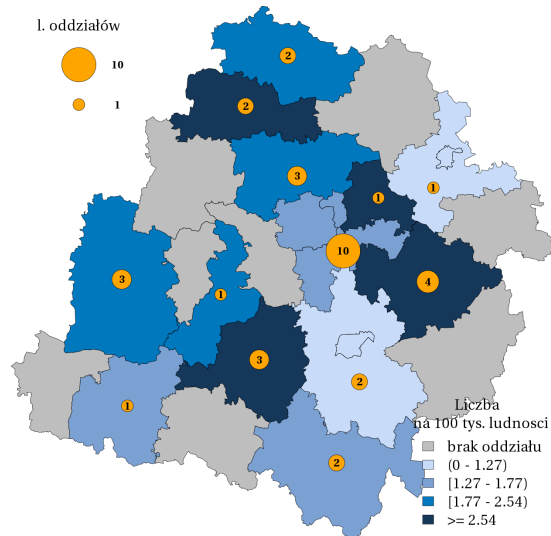 l. oddziałów
10
1
2
2
3
1
1
10
3
1
4
3
2
1
2
Liczba
na 100 tys. ludnosci
brak oddziału
(0 - 1.27)
[1.27 - 1.77)
[1.77 - 2.54)
>= 2.54